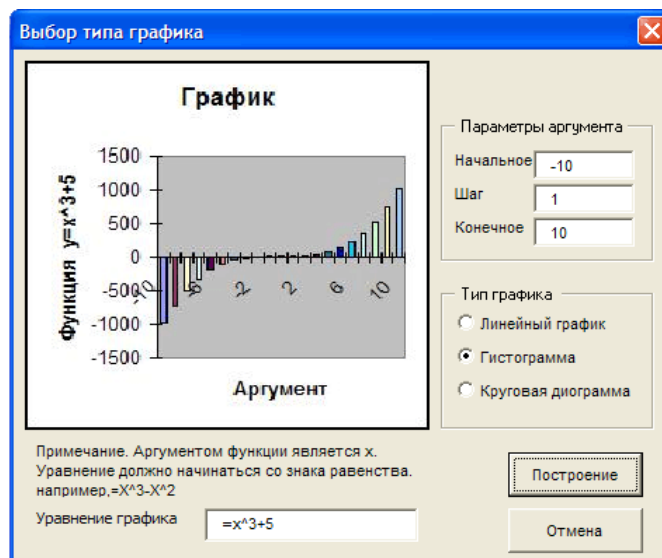 Выбор типа графика
График
Функция y=x^3+5
1500
1000
500
0
-500
-1000
-1500
-10
-6
-2
2
6
10
Аргумент
Параметры аргумента
Начальное -10
Шаг 1
Конечное 10
Тип графика
Линейный график
Гистограмма
Круговая диограмма
Примечание. Аргументом функции является x.
Уравнение должно начинаться со знака равенства.
например,=X^3-X^2
Уравнение графика =x^3+5
Построение
Отмена